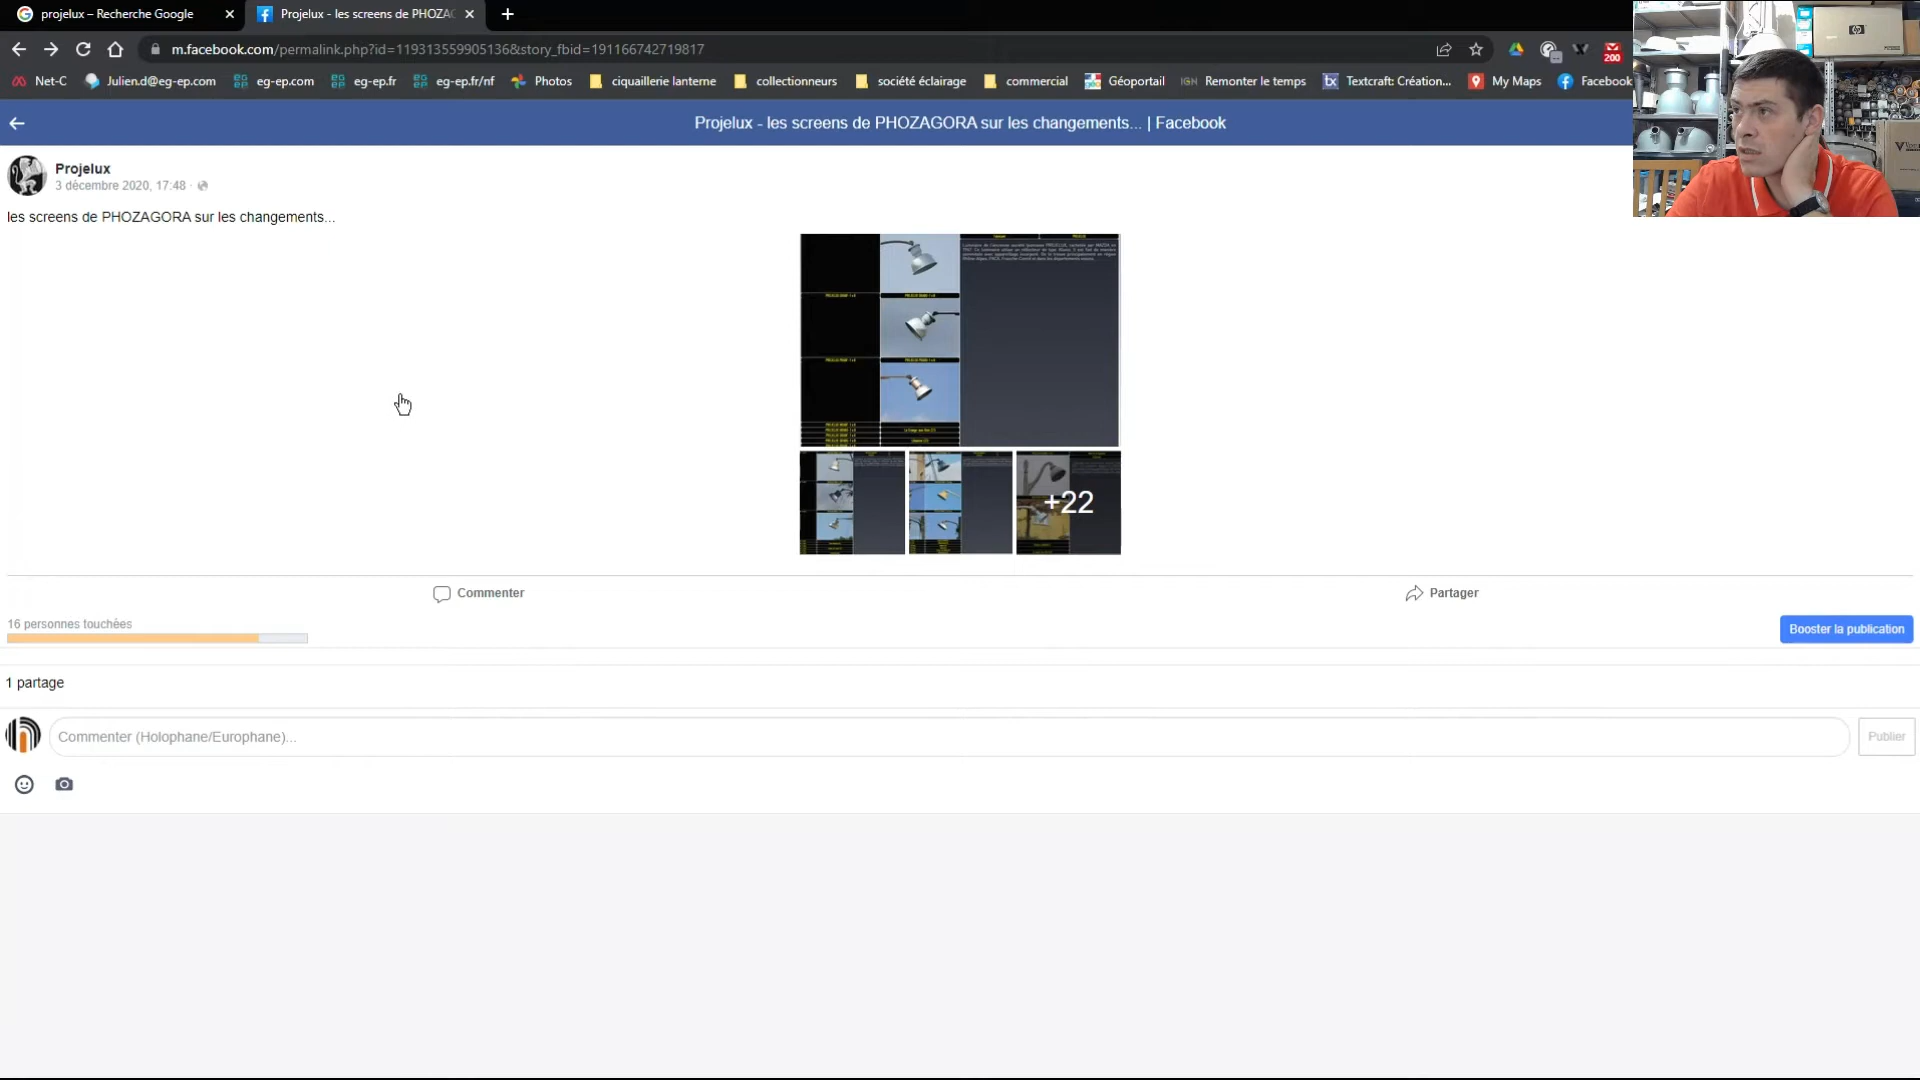 projelux – Recherche Google
Projelux - les screens de PHOZAG
m.facebook.com/permalink.php?id=119313559905136&story_fbid=191166742719817
200
Net-C
Julien.d@eg-ep.com
eg-ep.com
eg-ep.fr
eg-ep.fr/nf
Photos
ciquaillerie lanterne
collectionneurs
société éclairage
commercial
Géoportail
IGN Remonter le temps
tx Textcraft: Création...
My Maps
Facebook
Projelux - les screens de PHOZAGORA sur les changements... | Facebook
Projelux
3 décembre 2020, 17:48 ·
les screens de PHOZAGORA sur les changements...
+22
Commenter
Partager
16 personnes touchées
Booster la publication
1 partage
Commenter (Holophane/Europhane)...
Publier
hp